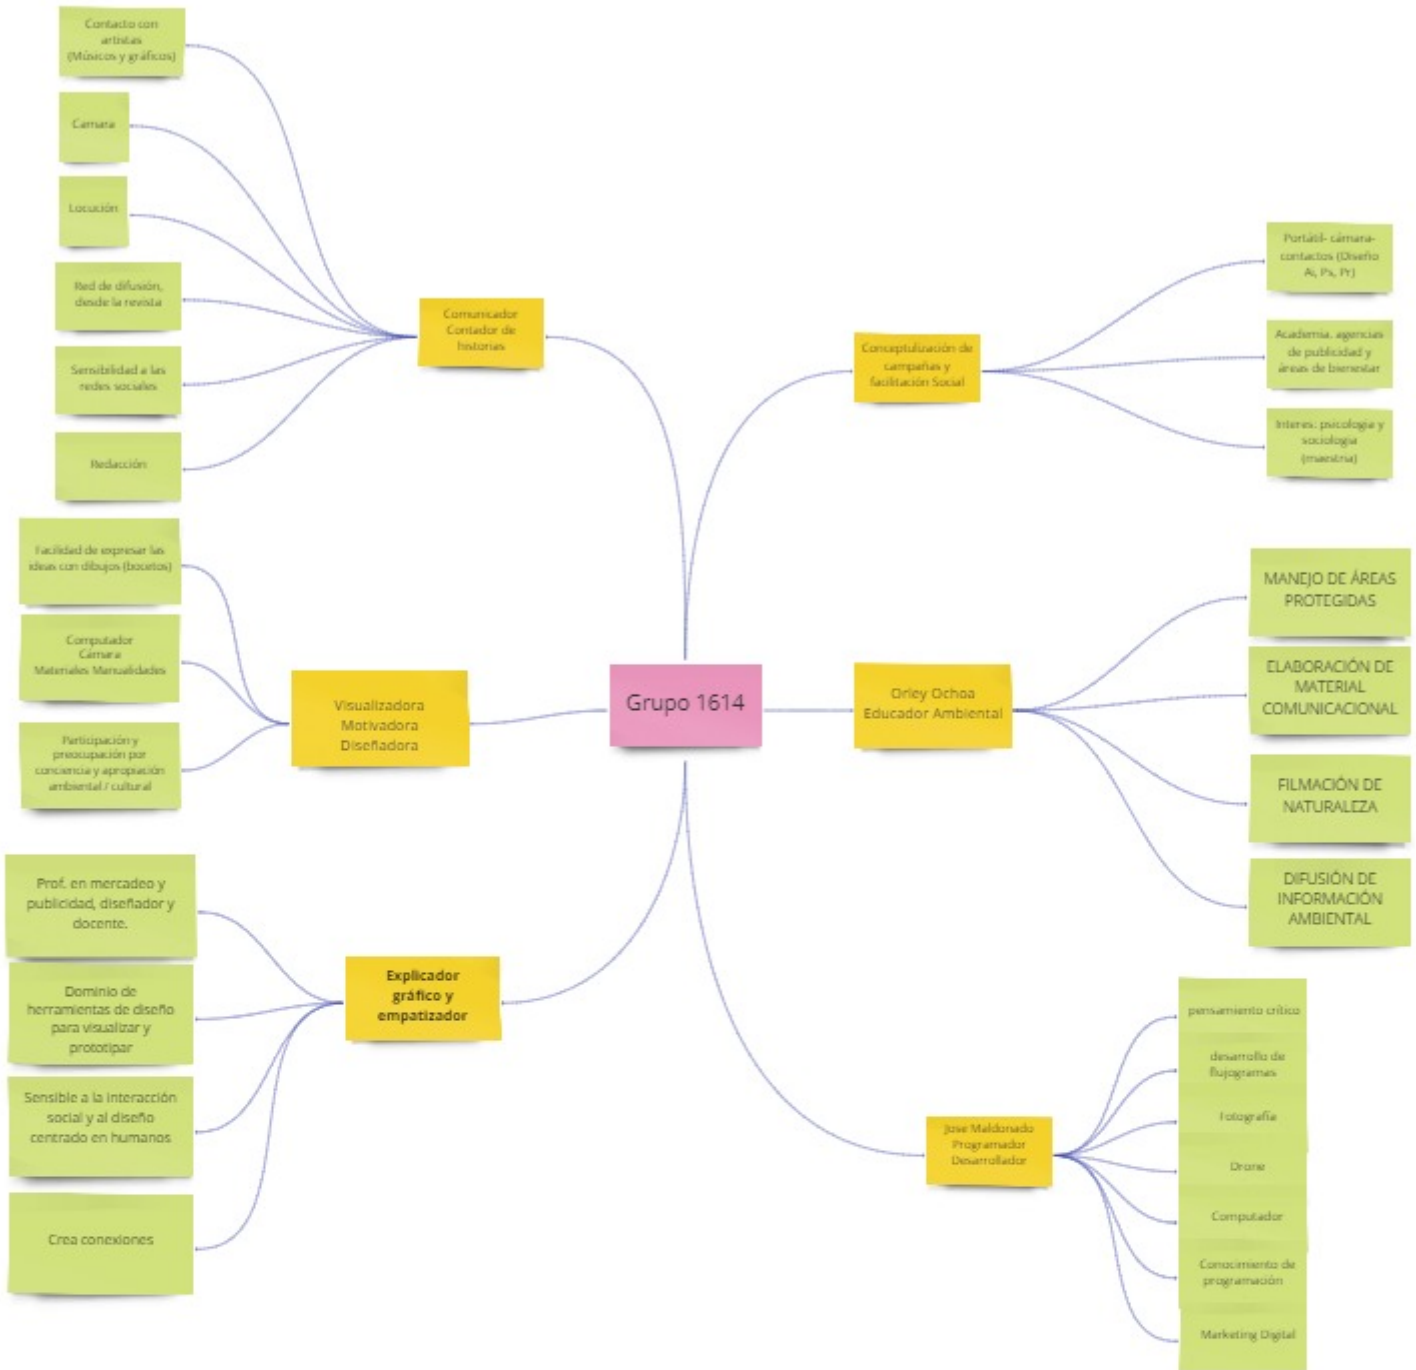 Contacto con
artistas
(Músicos y gráficos)
Camara
Locución
Red de difusión,
desde la revista
Sensibilidad a las
redes sociales
Redacción
Comunicador
Contador de
historias
Facilidad de expresar las
ideas con dibujos (bocetos)
Computador
Cámara
Materiales Manualidades
Participación y
preocupación por
conciencia y apropiación
ambiental / cultural
Visualizadora
Motivadora
Diseñadora
Prof. en mercadeo y
publicidad, diseñador y
docente.
Dominio de
herramientas de diseño
para visualizar y
prototipar
Sensible a la interacción
social y al diseño
centrado en humanos
Crea conexiones
Explicador
gráfico y
empatizador
Grupo 1614
Conceptulización de
campañas y
facilitación Social
Portátil- cámara-
contactos (Diseño
Ai, Ps, Pr)
Academia, agencias
de publicidad y
áreas de bienestar
Interes: psicologia y
sociologia
(maestria)
Orley Ochoa
Educador Ambiental
MANEJO DE ÁREAS
PROTEGIDAS
ELABORACIÓN DE
MATERIAL
COMUNICACIONAL
FILMACIÓN DE
NATURALEZA
DIFUSIÓN DE
INFORMACIÓN
AMBIENTAL
Jose Maldonado
Programador
Desarrollador
pensamiento crítico
desarrollo de
flujogramas
Fotografía
Drone
Computador
Conocimiento de
programación
Marketing Digital